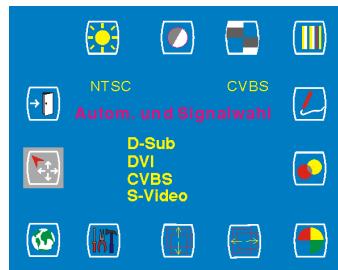 NTSC CVBS
Autom. und Signalwahl
D-Sub
DVI
CVBS
S-Video